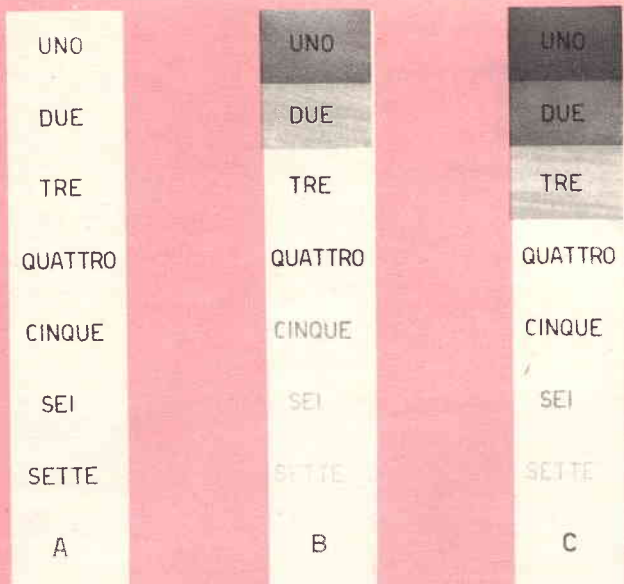 UNO
DUE
TRE
QUATTRO
CINQUE
SEI
SETTE
A
UNO
DUE
TRE
QUATTRO
CINQUE
SEI
SETTE
B
UNO
DUE
TRE
QUATTRO
CINQUE
SEI
SETTE
C